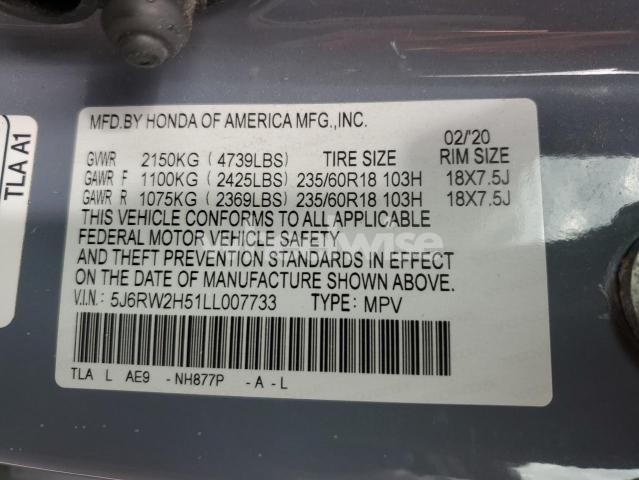 TLA A1
MFD.BY HONDA OF AMERICA MFG.,INC.
02/'20
GVWR 2150KG (4739LBS) TIRE SIZE RIM SIZE
GAWR F 1100KG (2425LBS) 235/60R18 103H 18X7.5J
GAWR R 1075KG (2369LBS) 235/60R18 103H 18X7.5J
THIS VEHICLE CONFORMS TO ALL APPLICABLE
FEDERAL MOTOR VEHICLE SAFETY
AND THEFT PREVENTION STANDARDS IN EFFECT
ON THE DATE OF MANUFACTURE SHOWN ABOVE.
V.I.N.: 5J6RW2H51LL007733 TYPE: MPV
TLA L AE9 -NH877P -A-L